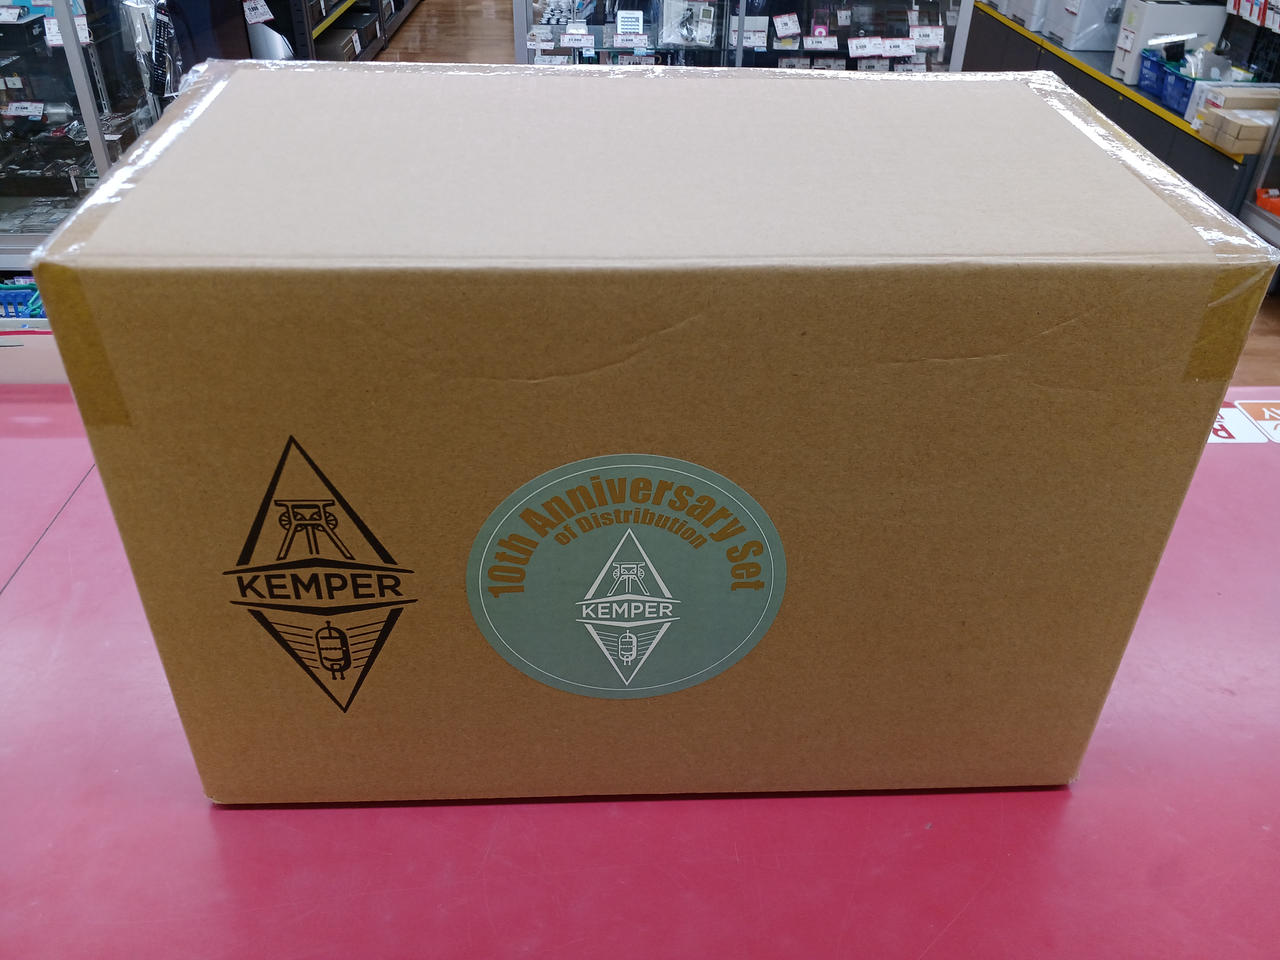 KEMPER
10th Anniversary Set
of Distribution
KEMPER